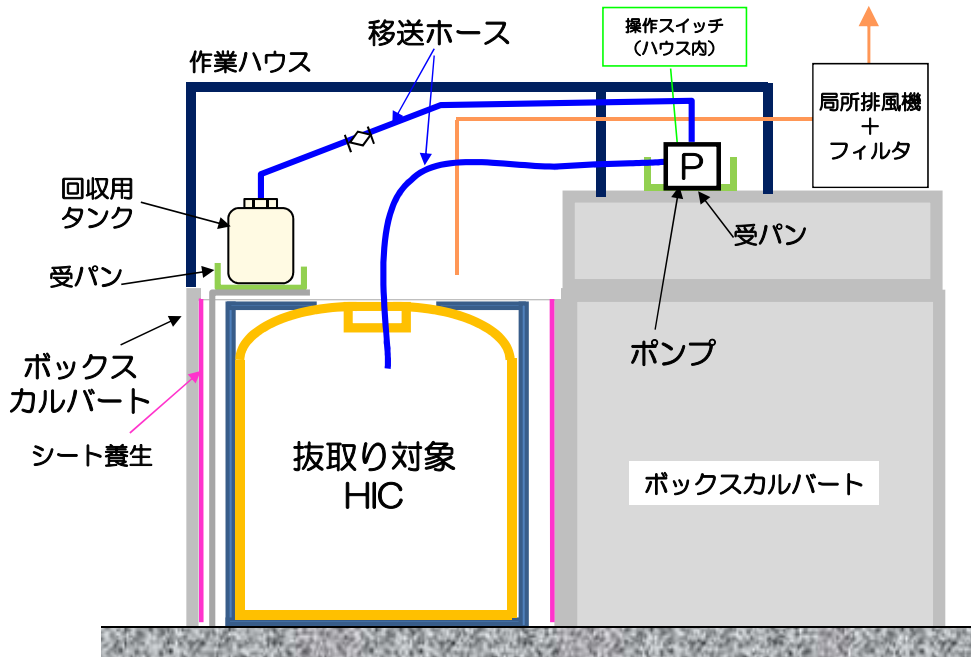 移送ホース
操作スイッチ
（ハウス内）
作業ハウス
局所排風機
＋
フィルタ
P
回収用
タンク
受パン
受パン
ポンプ
ボックス
カルバート
シート養生
抜取り対象
HIC
ボックスカルバート